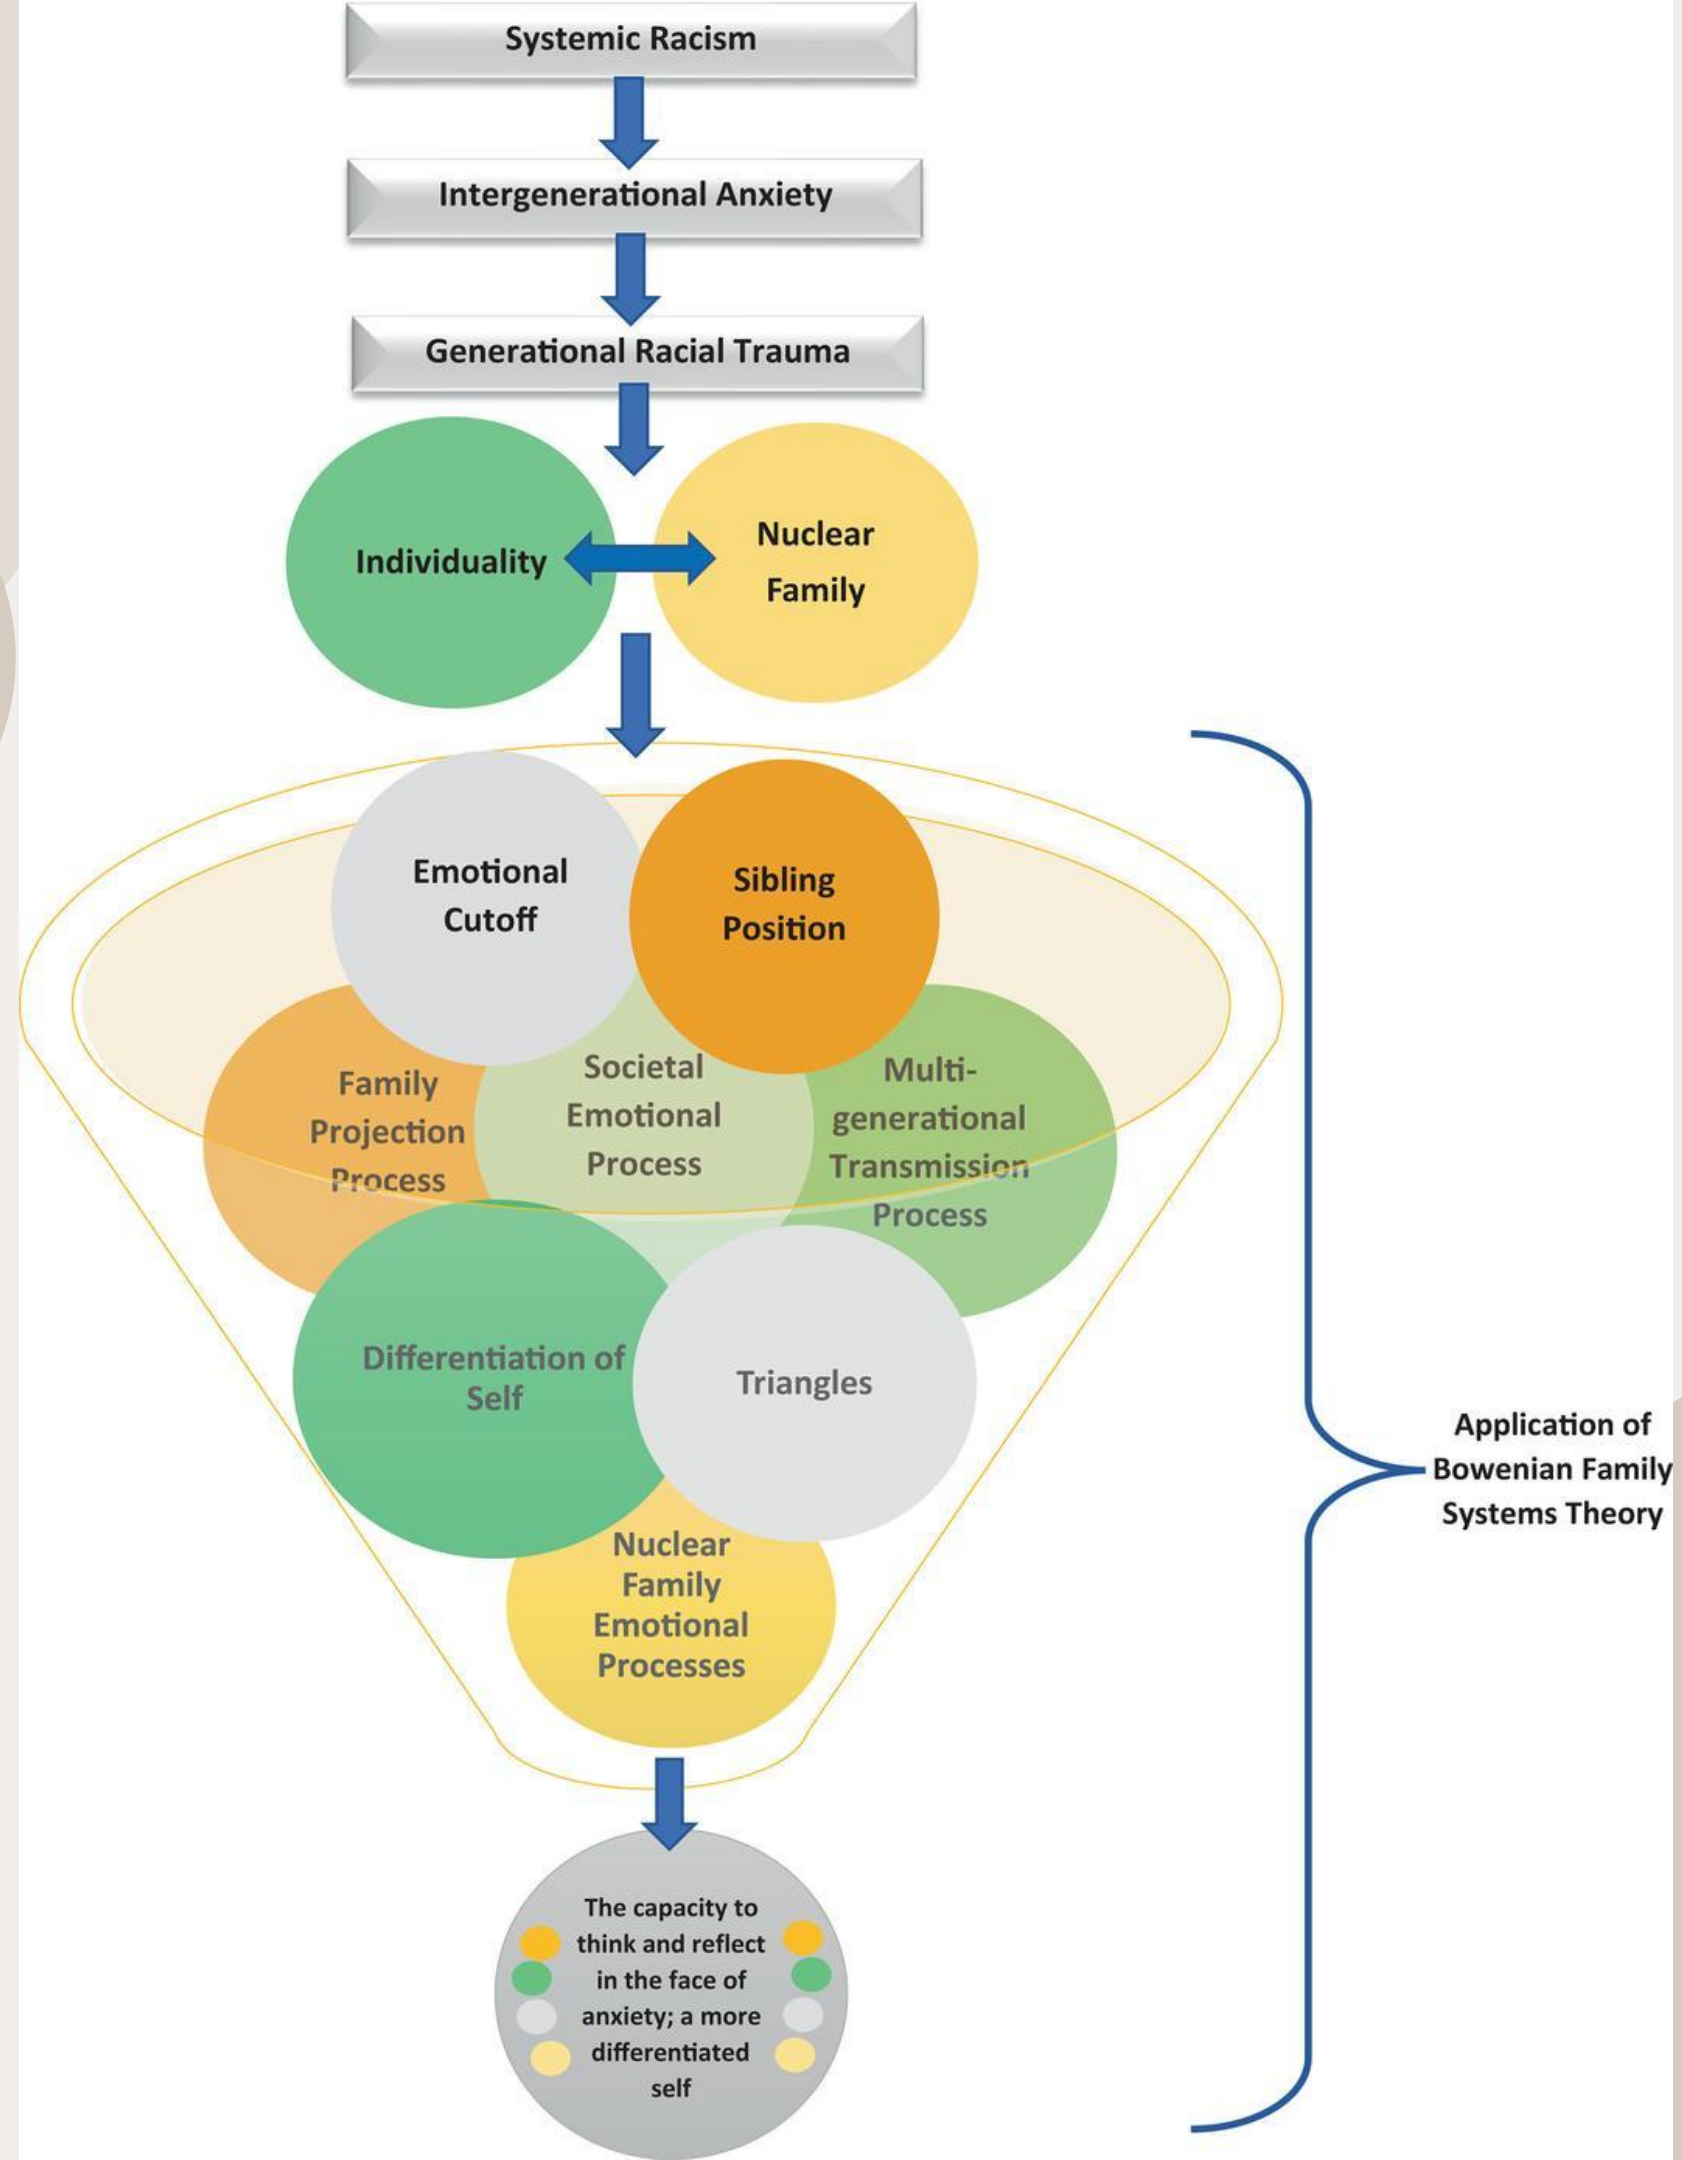 Systemic Racism
Intergenerational Anxiety
Generational Racial Trauma
Individuality
Nuclear
Family
Emotional
Cutoff
Sibling
Position
Family
Projection
Process
Societal
Emotional
Process
Multi-
generational
Transmission
Process
Differentiation of
Self
Triangles
Nuclear
Family
Emotional
Processes
Application of
Bowenian Family
Systems Theory
The capacity to
think and reflect
in the face of
anxiety; a more
differentiated
self